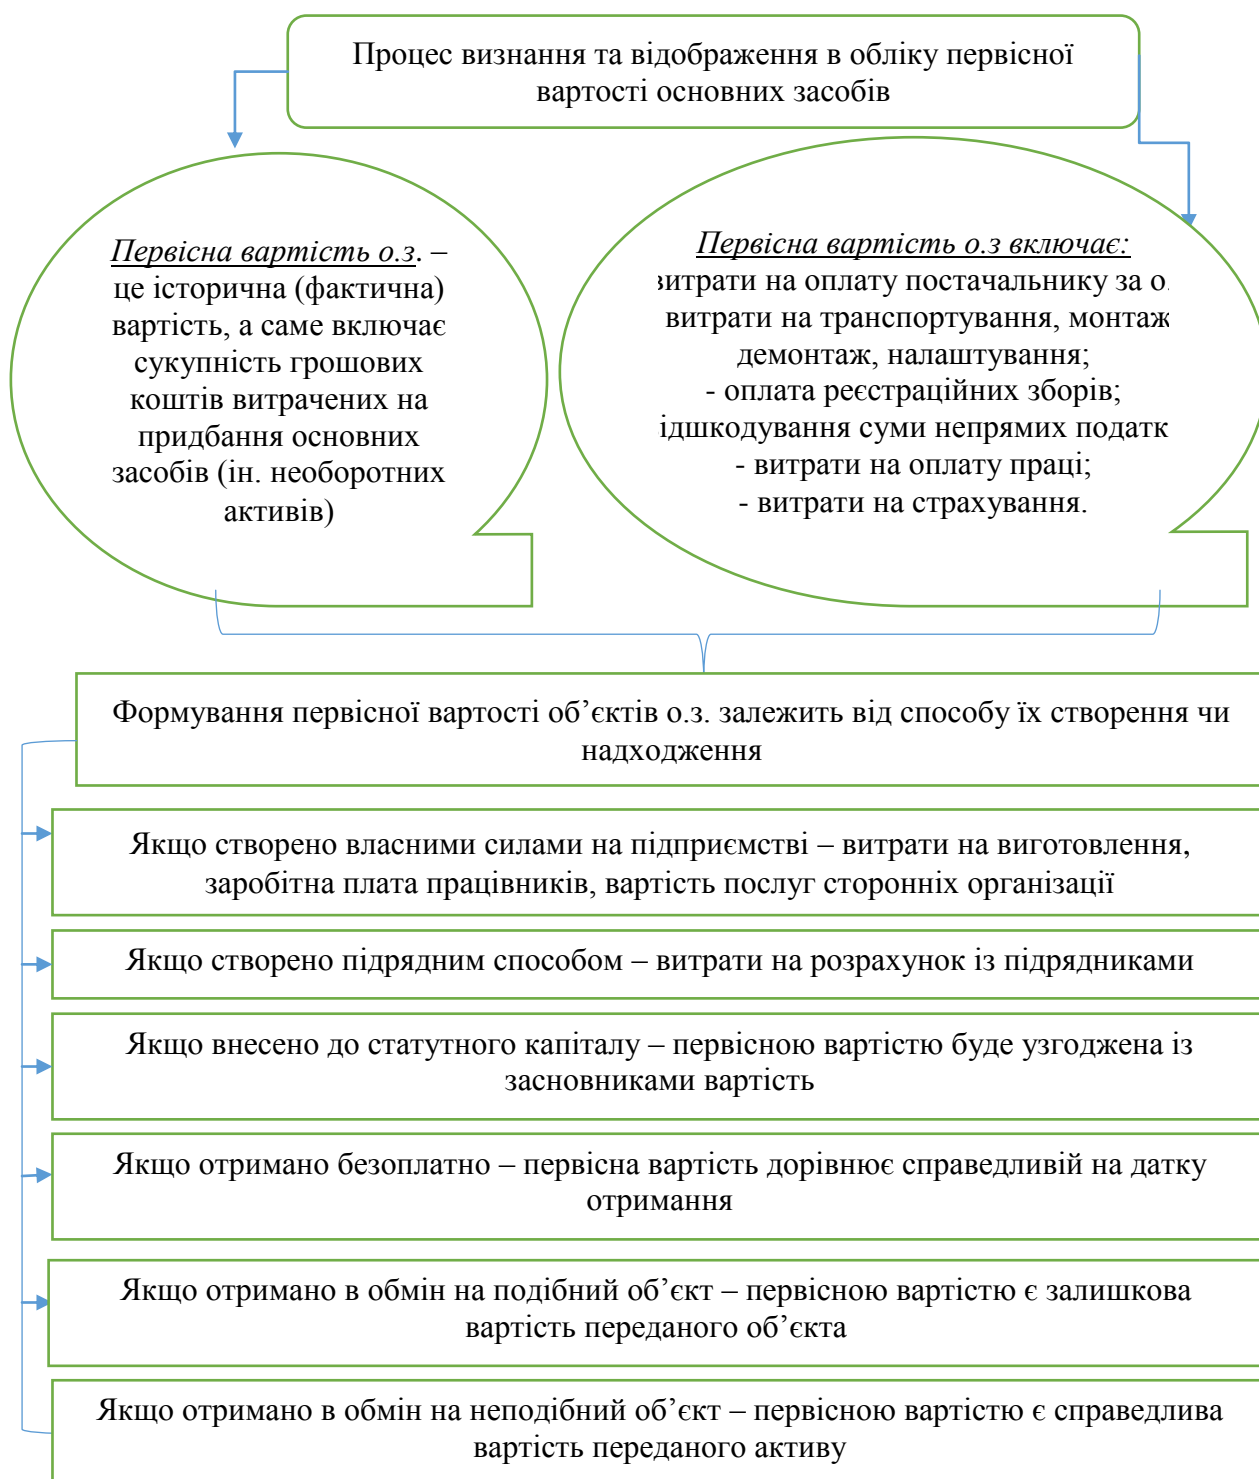 Процес визнання та відображення в обліку первісної
вартості основних засобів
Первісна вартість о.з. –
це історична (фактична)
вартість, а саме включає
сукупність грошових
коштів витрачених на
придбання основних
засобів (ін. необоротних
активів)
Первісна вартість о.з включає:
витрати на оплату постачальнику за о.
витрати на транспортування, монтаж
демонтаж, налаштування;
- оплата реєстраційних зборів;
ідшкодування суми непрямих податк
- витрати на оплату праці;
- витрати на страхування.
Формування первісної вартості об’єктів о.з. залежить від способу їх створення чи
надходження
Якщо створено власними силами на підприємстві – витрати на виготовлення,
заробітна плата працівників, вартість послуг сторонніх організації
Якщо створено підрядним способом – витрати на розрахунок із підрядниками
Якщо внесено до статутного капіталу – первісною вартістю буде узгоджена із
засновниками вартість
Якщо отримано безоплатно – первісна вартість дорівнює справедливій на датку
отримання
Якщо отримано в обмін на подібний об’єкт – первісною вартістю є залишкова
вартість переданого об’єкта
Якщо отримано в обмін на неподібний об’єкт – первісною вартістю є справедлива
вартість переданого активу